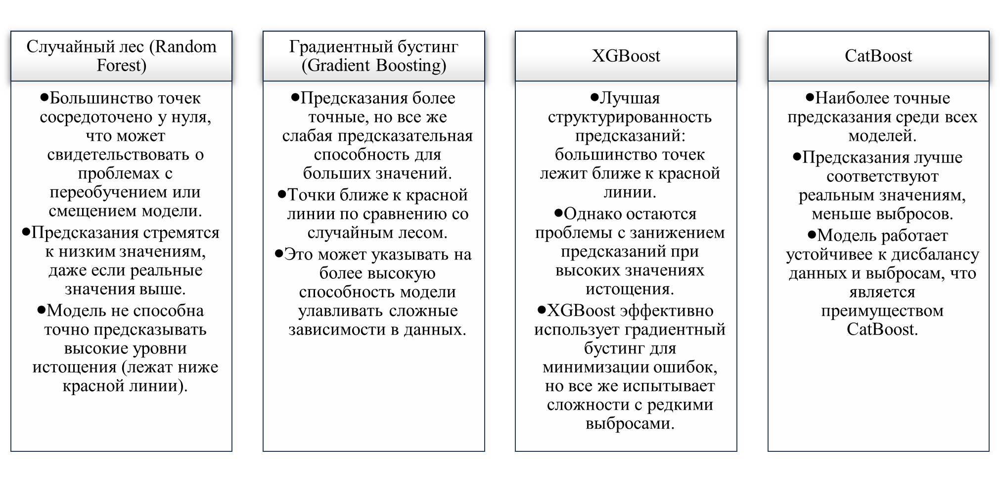 Случайный лес (Random
Forest)
●Большинство точек
сосредоточено у нуля,
что может
свидетельствовать о
проблемах с
переобучением или
смещением модели.
●Предсказания стремятся
к низким значениям,
даже если реальные
значения выше.
●Модель не способна
точно предсказывать
высокие уровни
истощения (лежат ниже
красной линии).
Градиентный бустинг
(Gradient Boosting)
●Предсказания более
точные, но все же
слабая предсказательная
способность для
больших значений.
●Точки ближе к красной
линии по сравнению со
случайным лесом.
●Это может указывать на
более высокую
способность модели
улавливать сложные
зависимости в данных.
XGBoost
●Лучшая
структурированность
предсказаний:
большинство точек
лежит ближе к красной
линии.
●Однако остаются
проблемы с занижением
предсказаний при
высоких значениях
истощения.
●XGBoost эффективно
использует градиентный
бустинг для
минимизации ошибок,
но все же испытывает
сложности с редкими
выбросами.
CatBoost
●Наиболее точные
предсказания среди всех
моделей.
●Предсказания лучше
соответствуют
реальным значениям,
меньше выбросов.
●Модель работает
устойчивее к дисбалансу
данных и выбросам, что
является
преимуществом
CatBoost.